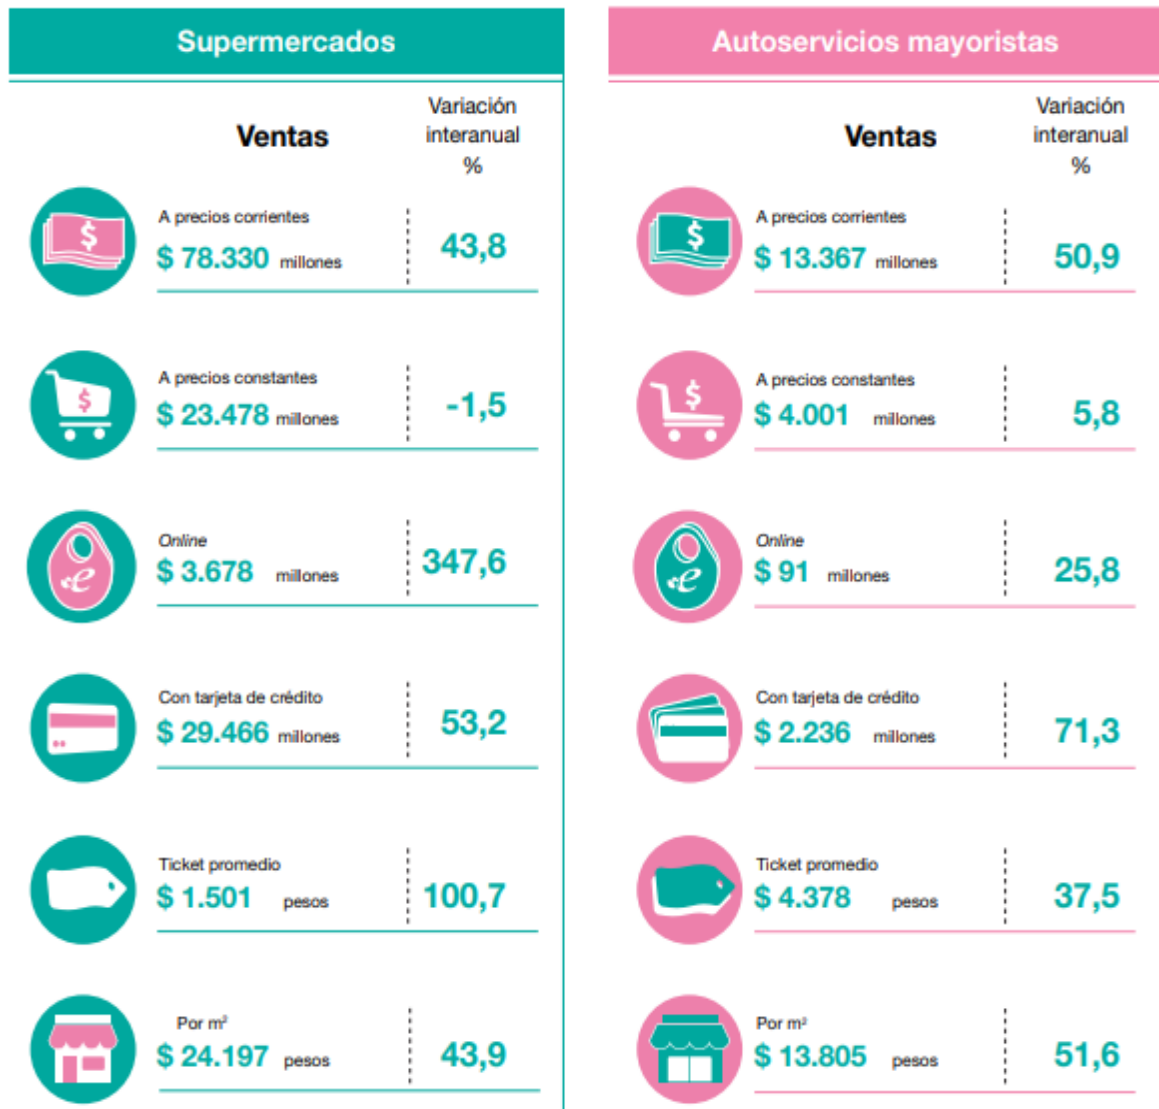 Supermercados
Ventas
Variación
interanual
%
A precios corrientes
$ 78.330 millones
43,8
A precios constantes
$ 23.478 millones
-1,5
Online
$ 3.678 millones
347,6
Con tarjeta de crédito
$ 29.466 millones
53,2
Ticket promedio
$ 1.501 pesos
100,7
Por m²
$ 24.197 pesos
43,9
Autoservicios mayoristas
Ventas
Variación
interanual
%
A precios corrientes
$ 13.367 millones
50,9
A precios constantes
$ 4.001 millones
5,8
Online
$ 91 millones
25,8
Con tarjeta de crédito
$ 2.236 millones
71,3
Ticket promedio
$ 4.378 pesos
37,5
Por m²
$ 13.805 pesos
51,6